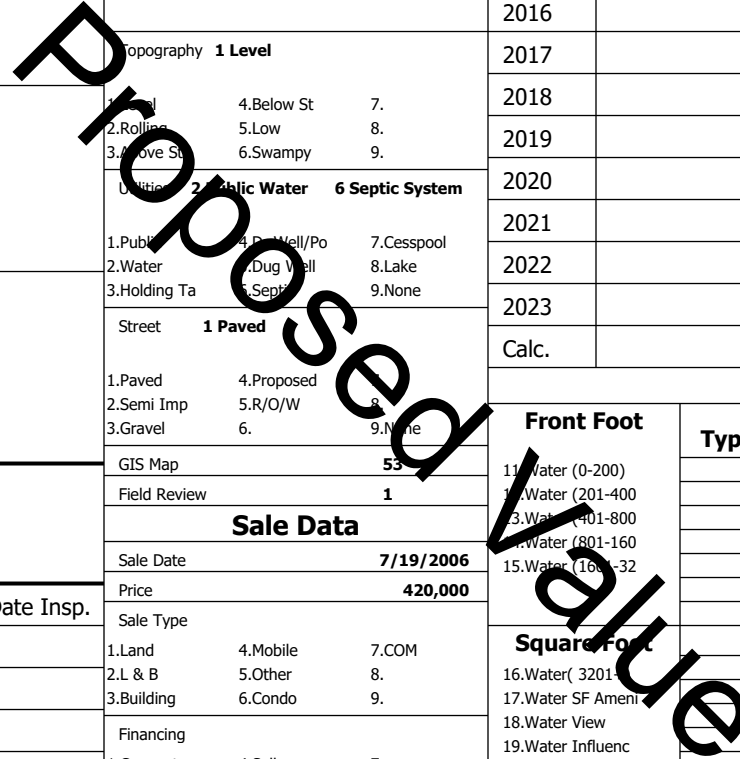 Topography 1 Level
4.Below St 7.
2.Rolling 5.Low 8.
3.Above St 6.Swampy 9.
Utilities 2 Public Water 6 Septic System
4.Dr Well/Po 7.Cesspool
2.Water 5.Dug Well 8.Lake
3.Holding Ta 6.Septic 9.None
Street 1 Paved
1.Paved 4.Proposed
2.Semi Imp 5.R/O/W 8.
3.Gravel 6. 9.None
GIS Map 53
Field Review 1
Sale Data
Sale Date 7/19/2006
Price 420,000
Sale Type
1.Land 4.Mobile 7.COM
2.L & B 5.Other 8.
3.Building 6.Condo 9.
Financing
Date Insp.
2016
2017
2018
2019
2020
2021
2022
2023
Calc.
Front Foot
11.Water (0-200)
12.Water (201-400
13.Water (401-800
14.Water (801-160
15.Water (1601-32
Square Foot
16.Water( 3201-
17.Water SF Ameni
18.Water View
19.Water Influenc
Typ
Proposed Value